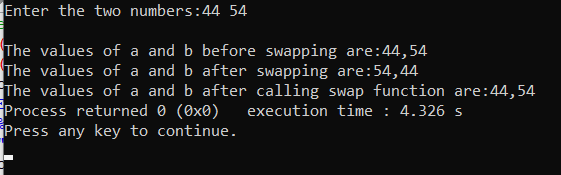 Enter the two numbers:44 54
The values of a and b before swapping are:44,54
The values of a and b after swapping are:54,44
The values of a and b after calling swap function are:44,54
Process returned 0 (0x0)   execution time : 4.326 s
Press any key to continue.